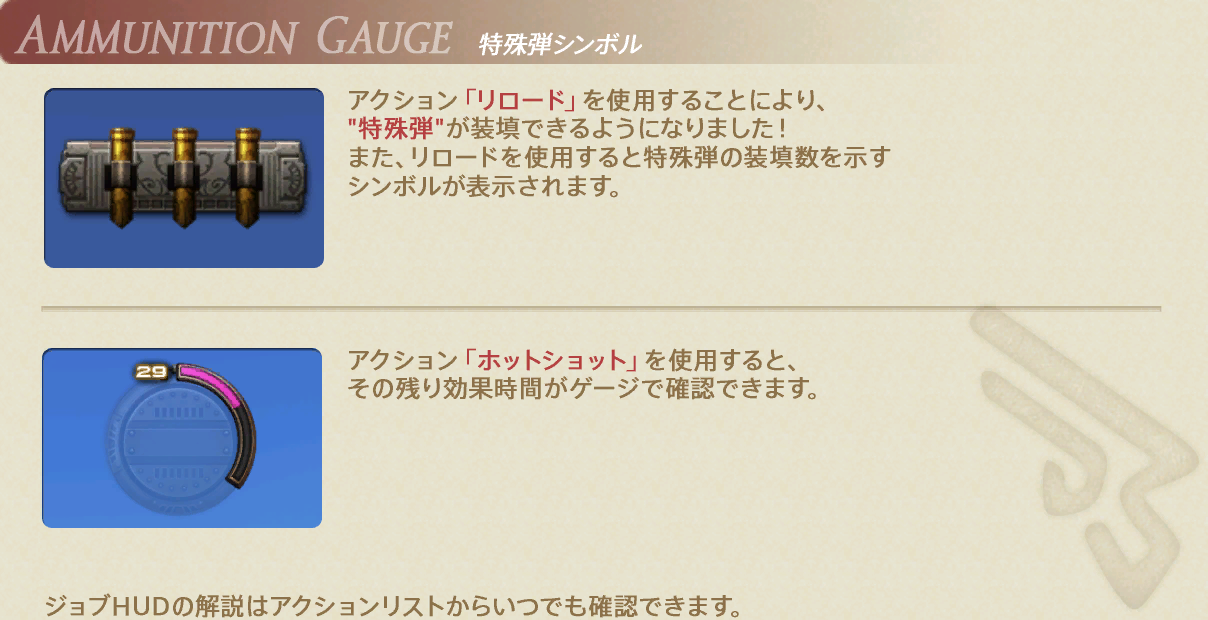 AMMUNITION GAUGE 特殊弾シンボル
アクション「リロード」を使用することにより、
"特殊弾"が装填できるようになりました！
また、リロードを使用すると特殊弾の装填数を示す
シンボルが表示されます。
29
アクション「ホットショット」を使用すると、
その残り効果時間がゲージで確認できます。
ジョブHUDの解説はアクションリストからいつでも確認できます。